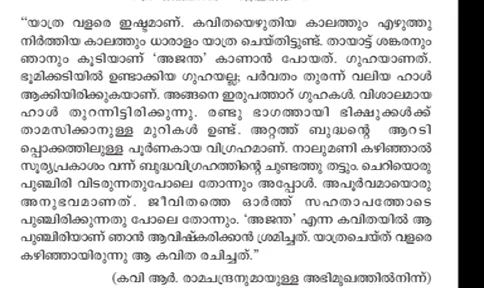 “യാത്ര വളരെ ഇഷ്ടമാണ്. കവിതയെഴുതിയ കാലത്തും എഴുത്തു
നിർത്തിയ കാലത്തും ധാരാളം യാത്ര ചെയ്തിട്ടുണ്ട്. തായാട്ട് ശങ്കരനും
ഞാനും കൂടിയാണ് ‘അജന്ത’ കാണാൻ പോയത്. ഗുഹയാണത്.
ഭൂമിക്കടിയിൽ ഉണ്ടാക്കിയ ഗുഹയല്ല; പർവതം തുരന്ന് വലിയ ഹാൾ
ആക്കിയിരിക്കുകയാണ്. അങ്ങനെ ഇരുപത്താറ് ഗുഹകൾ. വിശാലമായ
ഹാൾ തുറന്നിട്ടിരിക്കുന്നു. രണ്ടു ഭാഗത്തായി ഭിക്ഷുക്കൾക്ക്
താമസിക്കാനുള്ള മുറികൾ ഉണ്ട്. അറ്റത്ത് ബുദ്ധന്റെ ആറടി
പ്പൊക്കത്തിലുള്ള പൂർണകായ വിഗ്രഹമാണ്. നാലുമണി കഴിഞ്ഞാൽ
സൂര്യപ്രകാശം വന്ന് ബുദ്ധവിഗ്രഹത്തിന്റെ ചുണ്ടത്തു തട്ടും. ചെറിയൊരു
പുഞ്ചിരി വിടരുന്നതുപോലെ തോന്നും അപ്പോൾ. അപൂർവമായൊരു
അനുഭവമാണത്. ജീവിതത്തെ ഓർത്ത് സഹതാപത്തോടെ
പുഞ്ചിരിക്കുന്നതു പോലെ തോന്നും. ‘അജന്ത’ എന്ന കവിതയിൽ ആ
പുഞ്ചിരിയാണ് ഞാൻ ആവിഷ്കരിക്കാൻ ശ്രമിച്ചത്. യാത്രചെയ്ത് വളരെ
കഴിഞ്ഞായിരുന്നു ആ കവിത രചിച്ചത്.”
(കവി ആർ. രാമചന്ദ്രനുമായുള്ള അഭിമുഖത്തിൽനിന്ന്)